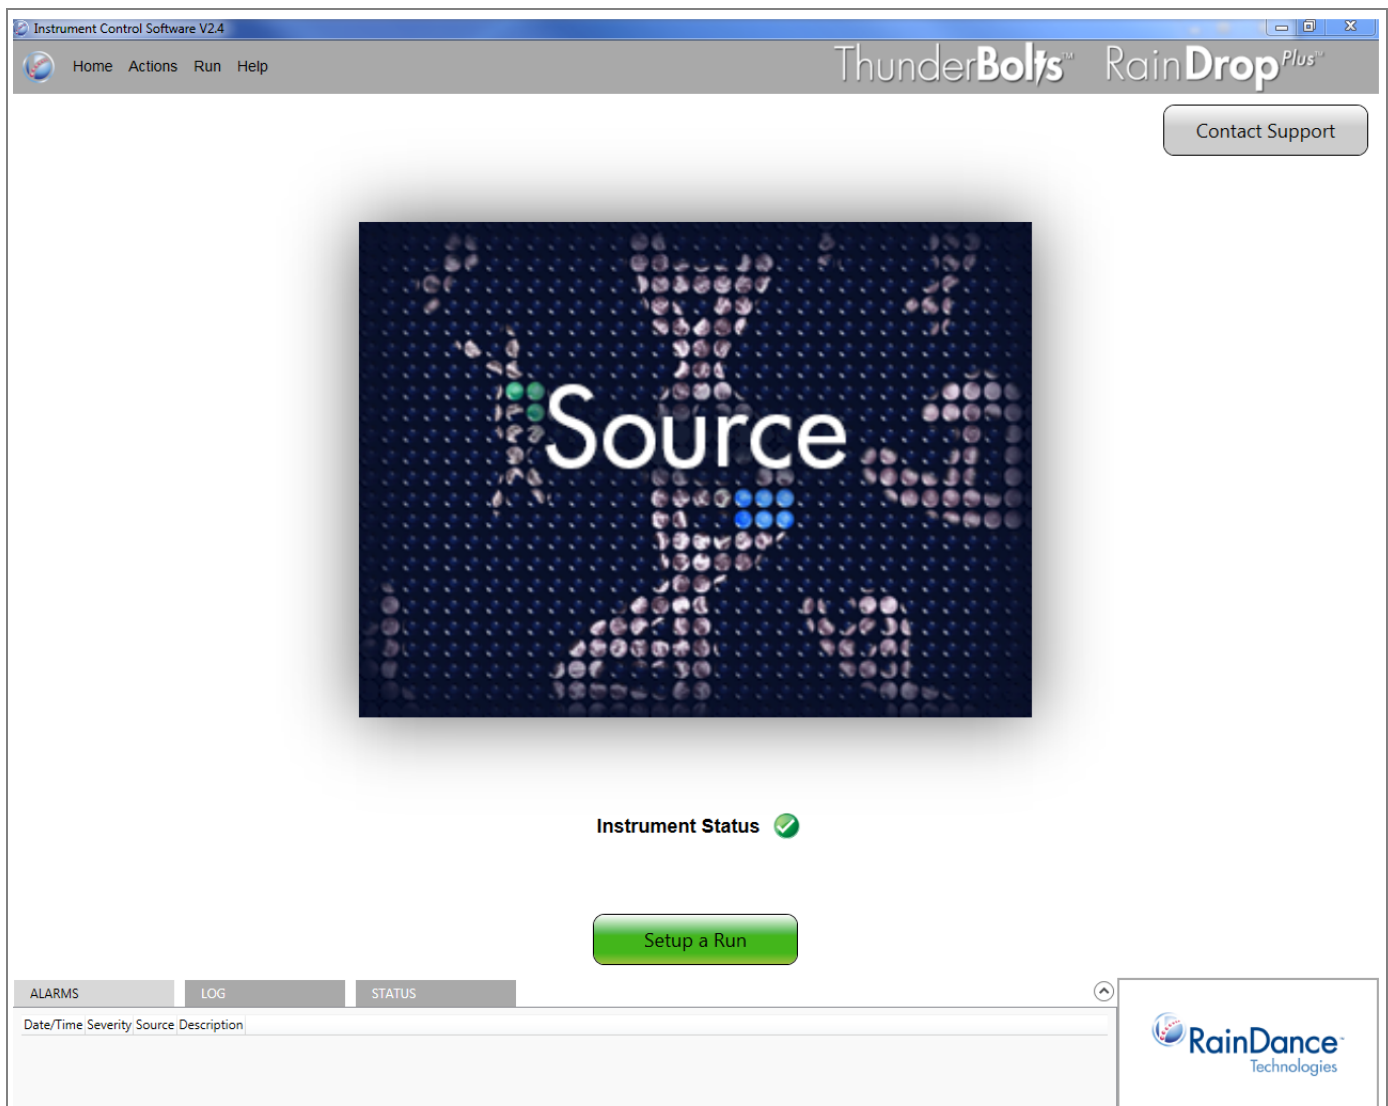 Instrument Control Software V2.4
Home Actions Run Help
ThunderBolts™ RainDrop Plus™
Contact Support
Source
Instrument Status
Setup a Run
ALARMS LOG STATUS
Date/Time Severity Source Description
RainDance™
Technologies